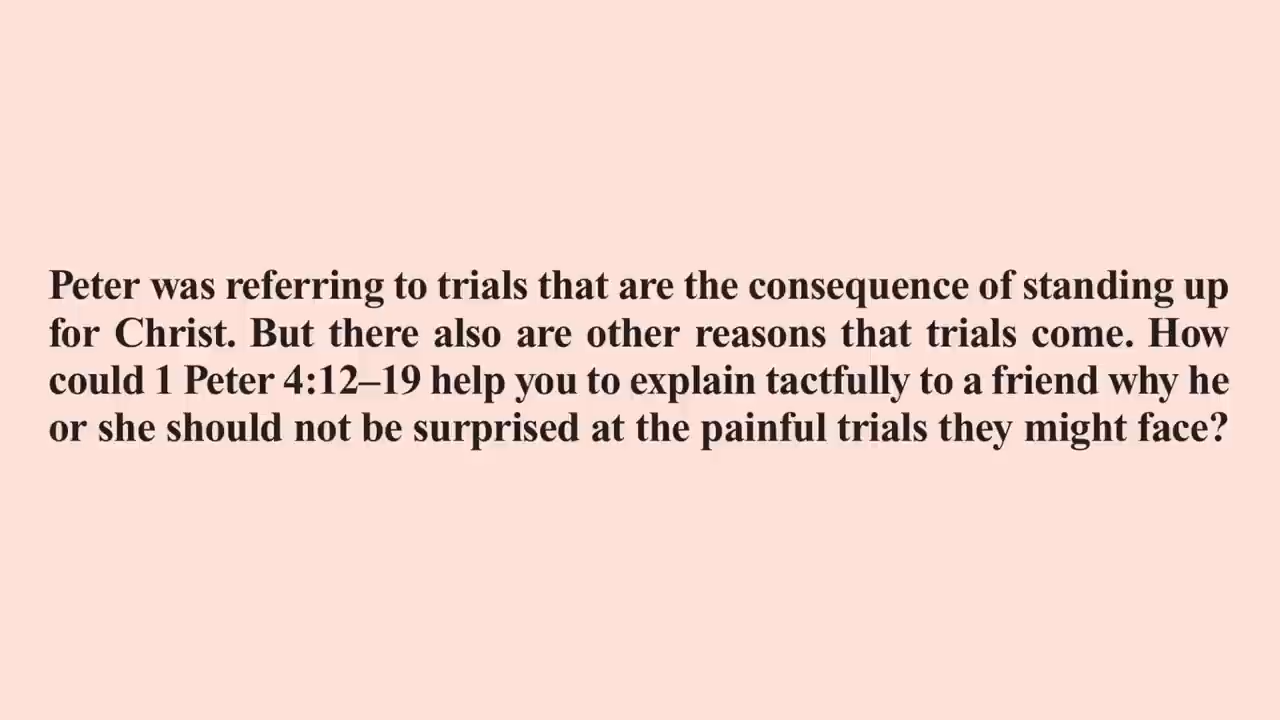 Peter was referring to trials that are the consequence of standing up
for Christ. But there also are other reasons that trials come. How
could 1 Peter 4:12–19 help you to explain tactfully to a friend why he
or she should not be surprised at the painful trials they might face?